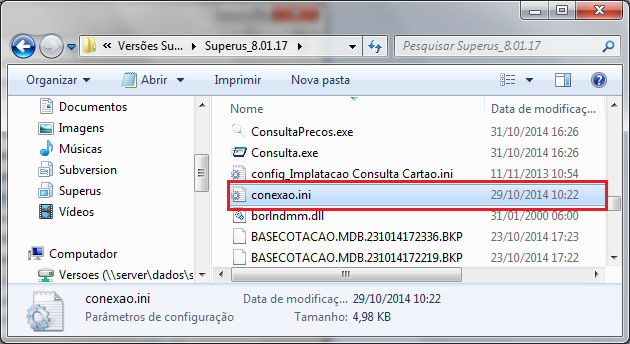 Versões Su... Superus_8.01.17 Pesquisar Superus_8.01.17
Organizar Abrir Imprimir Nova pasta
Documentos
Imagens
Músicas
Subversion
Superus
Vídeos
Computador
Versoes (\\server\dados\s
Nome Data de modificaç...
ConsultaPrecos.exe 31/10/2014 16:26
Consulta.exe 31/10/2014 16:26
config_Implatacao Consulta Cartao.ini 11/11/2013 10:54
conexao.ini 29/10/2014 10:22
borlndmm.dll 31/01/2000 06:00
BASECOTACAO.MDB.231014172336.BKP 23/10/2014 17:23
BASECOTACAO.MDB.231014172219.BKP 23/10/2014 17:22
conexao.ini Data de modificaç... 29/10/2014 10:22
Parâmetros de configuração Tamanho: 4,98 KB